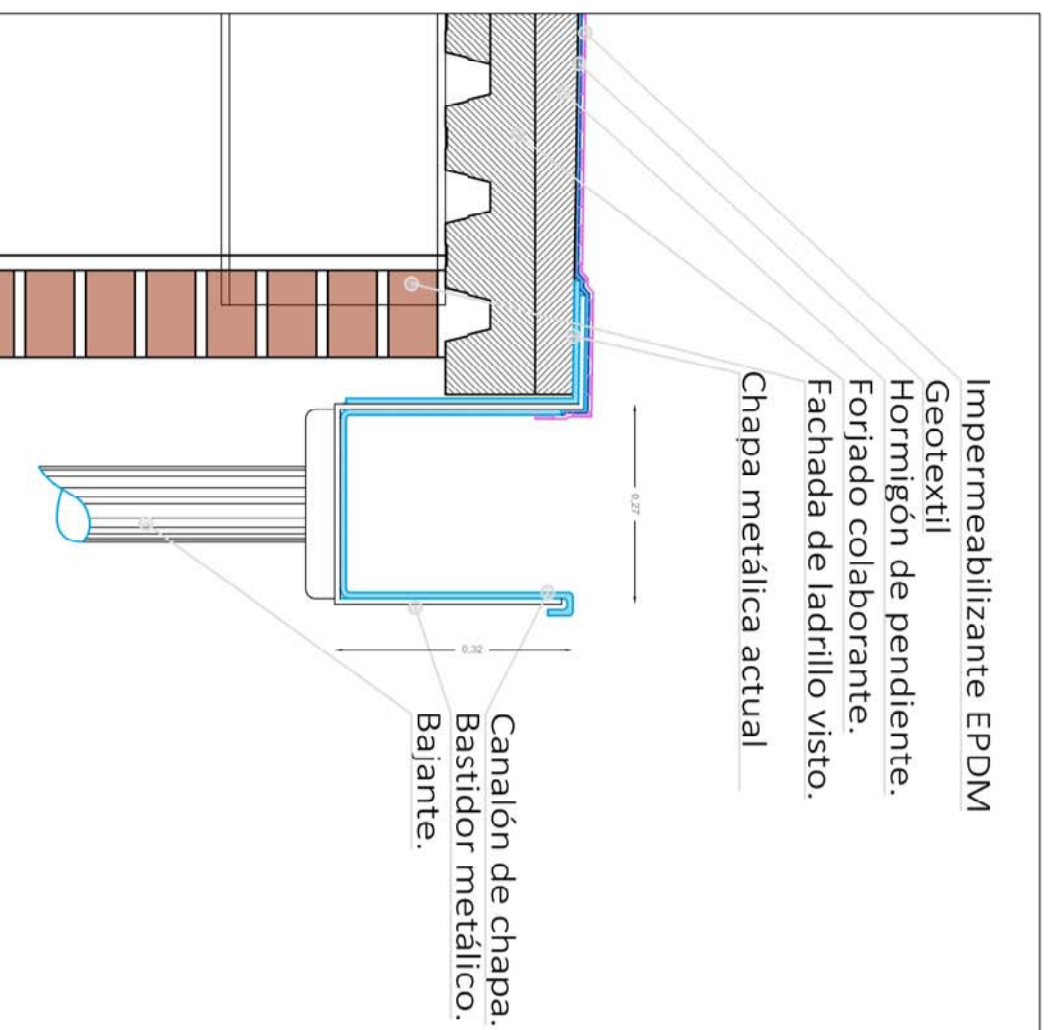 Impermeabilizante EPDM
Geotextil
Hormigón de pendiente.
Forjado colaborante.
Fachada de ladrillo visto.
Chapa metálica actual
0,27
0,32
Canalón de chapa.
Bastidor metálico.
Bajante.